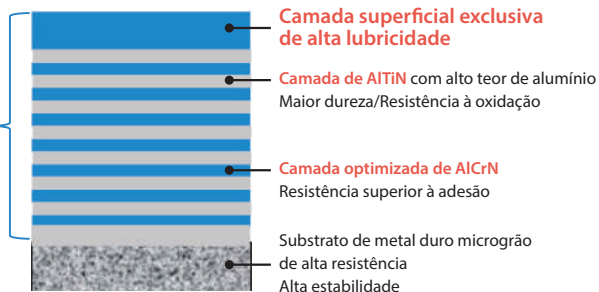 Camada superficial exclusiva
de alta lubricidade
Camada de AlTiN com alto teor de alumínio
Maior dureza/Resistência à oxidação
Camada optimizada de AlCrN
Resistência superior à adesão
Substrato de metal duro microgrão
de alta resistência
Alta estabilidade